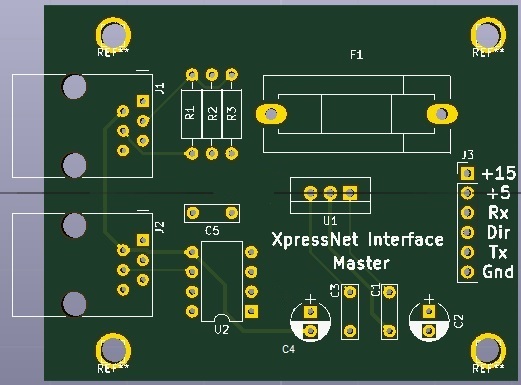 REF**
REF**
F1
J1
R1
R2
R3
J3
+15
+5
Rx
Dir
Tx
Gnd
J2
C5
U1
XpressNet Interface
Master
U2
C3
C1
C4
C2
REF**
REF**